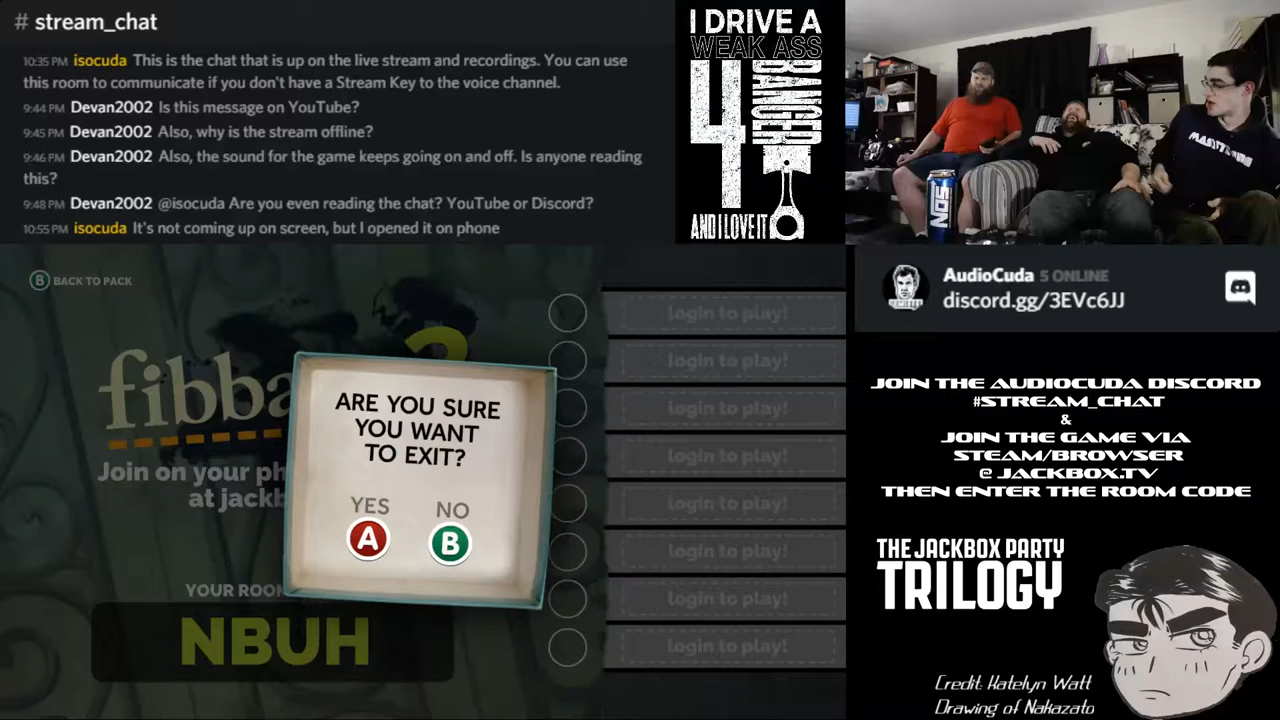 # stream_chat
10:35 PM isocuda This is the chat that is up on the live stream and recordings. You can use
this room to communicate if you don't have a Stream Key to the voice channel.
9:44 PM Devan2002 Is this message on YouTube?
9:45 PM Devan2002 Also, why is the stream offline?
9:46 PM Devan2002 Also, the sound for the game keeps going on and off. Is anyone reading
this?
9:48 PM Devan2002 @isocuda Are you even reading the chat? YouTube or Discord?
10:55 PM isocuda It's not coming up on screen, but I opened it on phone
I DRIVE A
WEAK ASS
4
BANGER
AND I LOVE IT
NOS
B BACK TO PACK
fibba
Join on your ph
at jackb
YOUR ROO
NBUH
ARE YOU SURE
YOU WANT
TO EXIT?
YES NO
A B
login to play!
login to play!
login to play!
login to play!
login to play!
login to play!
login to play!
login to play!
AudioCuda 5 ONLINE
discord.gg/3EVc6JJ
JOIN THE AUDIOCUDA DISCORD
#STREAM_CHAT
&
JOIN THE GAME VIA
STEAM/BROWSER
@ JACKBOX.TV
THEN ENTER THE ROOM CODE
THE JACKBOX PARTY
TRILOGY
Credit: Katelyn Watt
Drawing of Nakazato